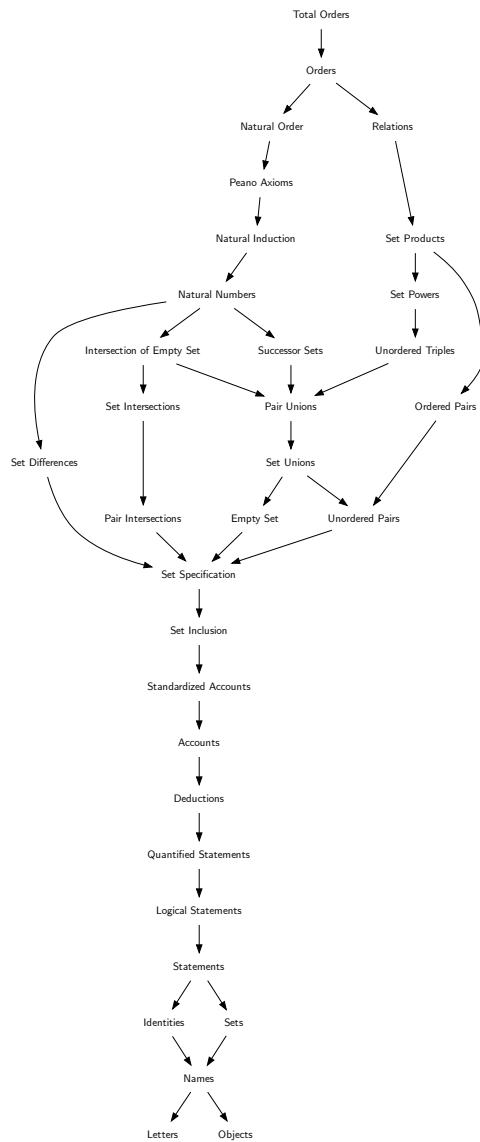 Total Orders
Orders
Natural Order
Relations
Peano Axioms
Natural Induction
Set Products
Natural Numbers
Set Powers
Intersection of Empty Set
Successor Sets
Unordered Triples
Set Intersections
Pair Unions
Ordered Pairs
Set Differences
Set Unions
Pair Intersections
Empty Set
Unordered Pairs
Set Specification
Set Inclusion
Standardized Accounts
Accounts
Deductions
Quantified Statements
Logical Statements
Statements
Identities
Sets
Names
Letters
Objects